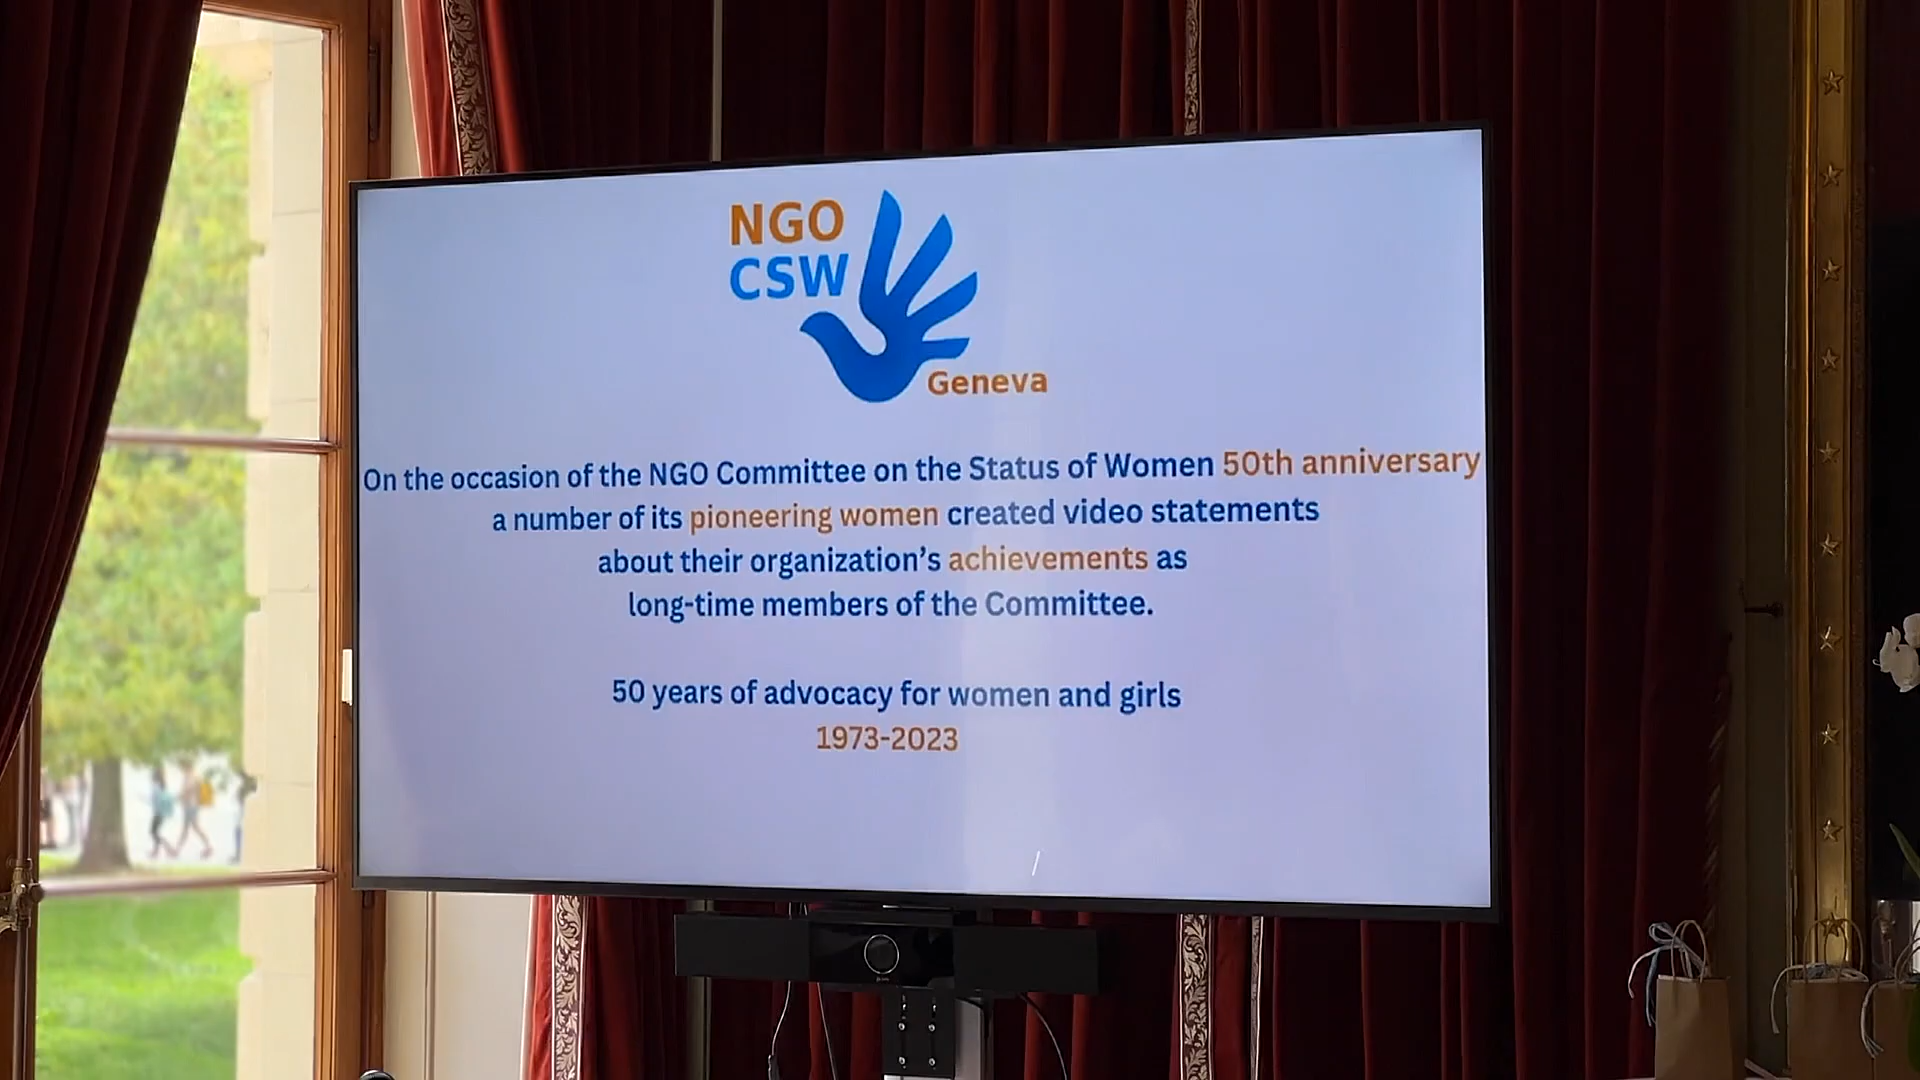 NGO
CSW
Geneva
On the occasion of the NGO Committee on the Status of Women 50th anniversary
a number of its pioneering women created video statements
about their organization’s achievements as
long-time members of the Committee.
50 years of advocacy for women and girls
1973-2023